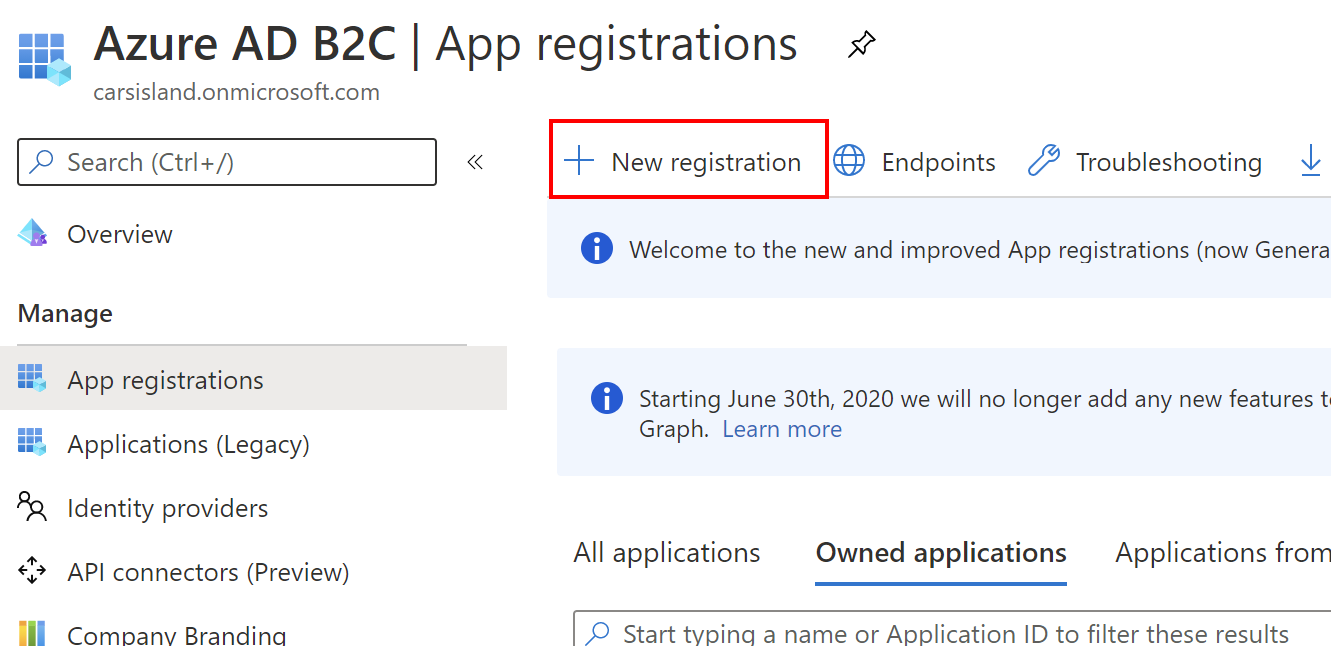 Azure AD B2C | App registrations
carsisland.onmicrosoft.com
Search (Ctrl+/)
«
New registration
Endpoints
Troubleshooting
Overview
Welcome to the new and improved App registrations (now Genera
Manage
App registrations
Starting June 30th, 2020 we will no longer add any new features t
Graph. Learn more
Applications (Legacy)
Identity providers
All applications
Owned applications
Applications from
API connectors (Preview)
Company Branding
Start typing a name or Application ID to filter these results